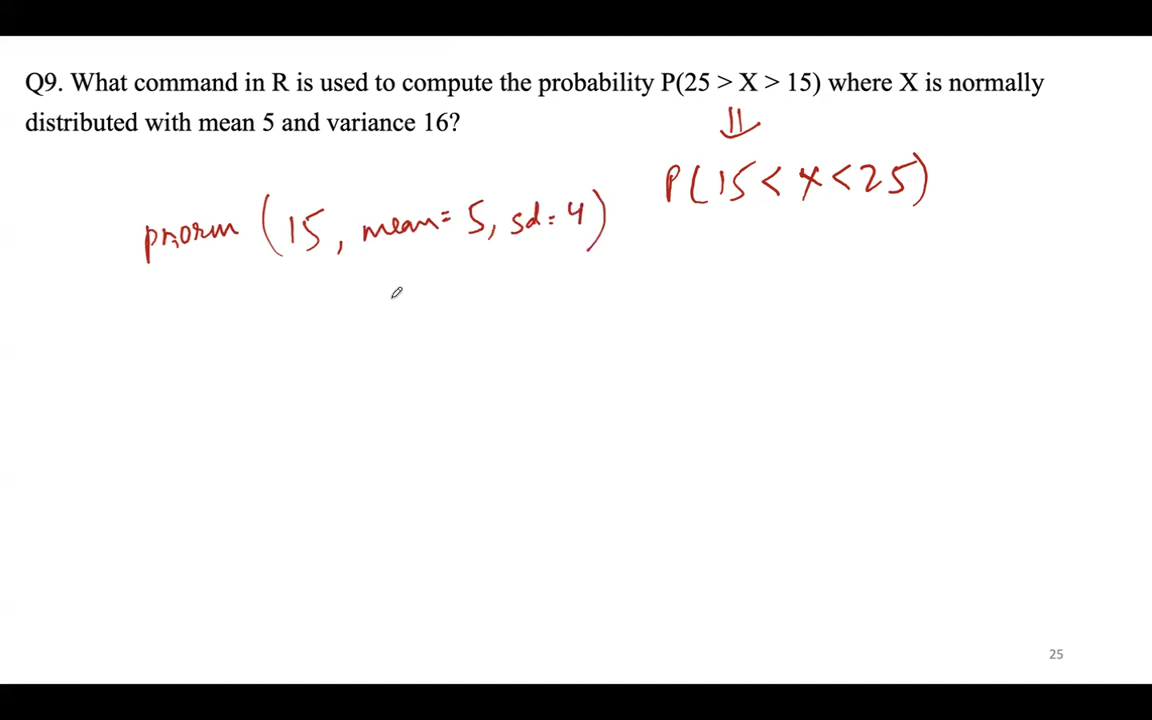 Q9. What command in R is used to compute the probability P(25 > X > 15) where X is normally
distributed with mean 5 and variance 16?
P(15 < X < 25)
pnorm (15, mean = 5, sd = 4)
25